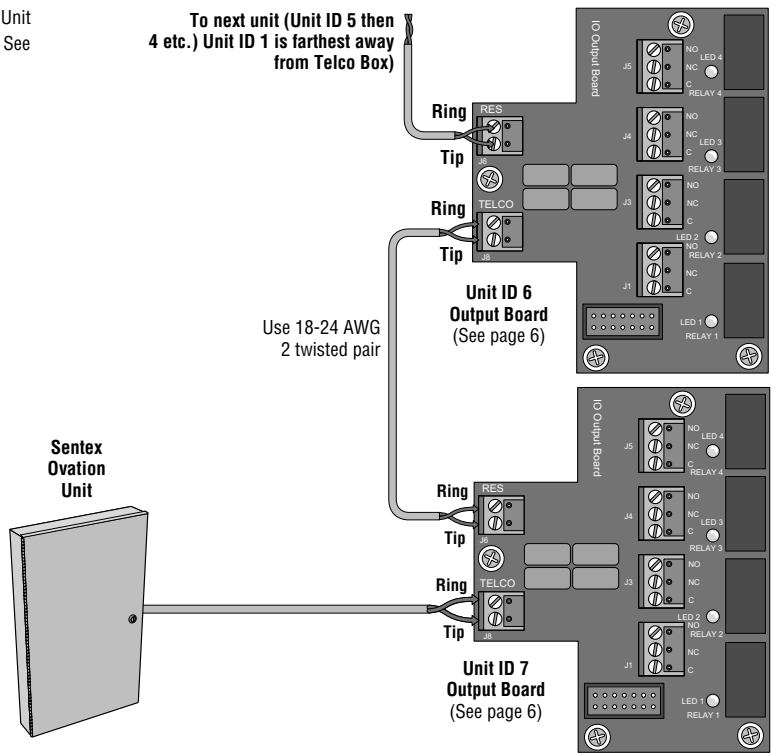 Unit
See
To next unit (Unit ID 5 then
4 etc.) Unit ID 1 is farthest away
from Telco Box)
IO Output Board
NO
NC
C
J5
LED 4
RELAY 4
NO
NC
C
J4
LED 3
RELAY 3
NO
NC
C
J3
LED 2
RELAY 2
NO
NC
C
J1
LED 1
RELAY 1
Ring
RES
Tip
J6
Ring
TELCO
Tip
J8
Unit ID 6
Output Board
(See page 6)
Use 18-24 AWG
2 twisted pair
Sentex
Ovation
Unit
IO Output Board
NO
NC
C
J5
LED 4
RELAY 4
NO
NC
C
J4
LED 3
RELAY 3
NO
NC
C
J3
LED 2
RELAY 2
NO
NC
C
J1
LED 1
RELAY 1
Ring
RES
Tip
J6
Ring
TELCO
Tip
J8
Unit ID 7
Output Board
(See page 6)